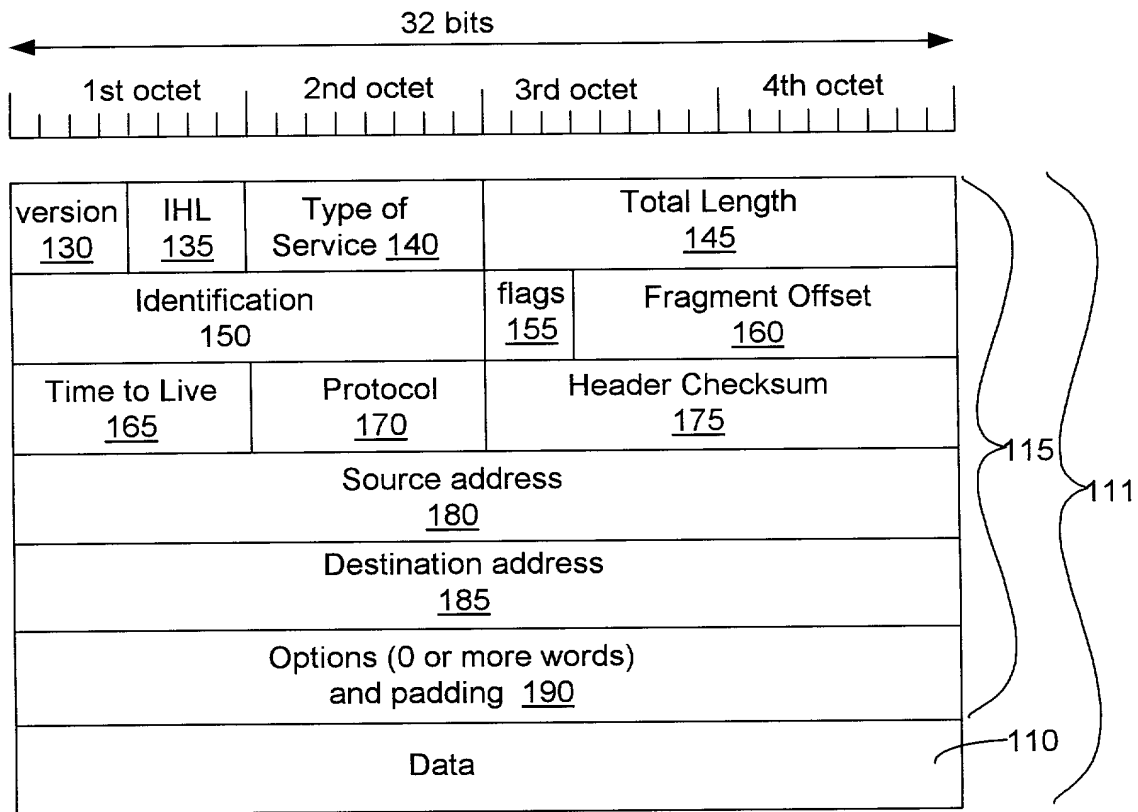 32 bits
1st octet 2nd octet 3rd octet 4th octet
version 130
IHL 135
Type of
Service 140
Total Length
145
Identification
150
flags
155
Fragment Offset
160
Time to Live
165
Protocol
170
Header Checksum
175
Source address
180
Destination address
185
Options (0 or more words)
and padding 190
Data
110
115
111